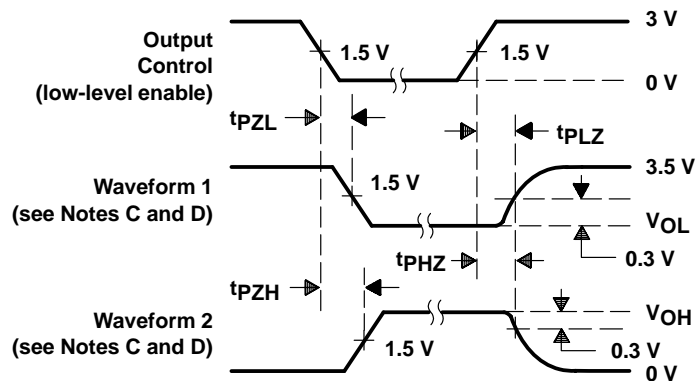 3 V
Output
Control
(low-level enable)
1.5 V
1.5 V
0 V
tPZL
tPLZ
3.5 V
Waveform 1
(see Notes C and D)
1.5 V
VOL
0.3 V
tPHZ
tPZH
VOH
Waveform 2
(see Notes C and D)
1.5 V
0.3 V
0 V